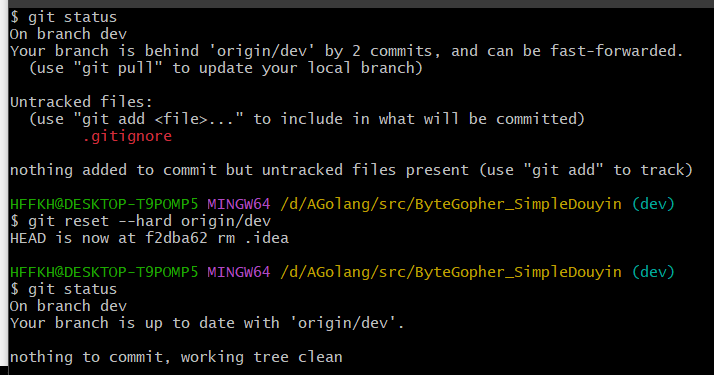 $ git status
On branch dev
Your branch is behind 'origin/dev' by 2 commits, and can be fast-forwarded.
  (use "git pull" to update your local branch)

Untracked files:
  (use "git add <file>..." to include in what will be committed)
        .gitignore

nothing added to commit but untracked files present (use "git add" to track)

HFFKH@DESKTOP-T9POMP5 MINGW64 /d/AGolang/src/ByteGopher_SimpleDouyin (dev)
$ git reset --hard origin/dev
HEAD is now at f2dba62 rm .idea

HFFKH@DESKTOP-T9POMP5 MINGW64 /d/AGolang/src/ByteGopher_SimpleDouyin (dev)
$ git status
On branch dev
Your branch is up to date with 'origin/dev'.

nothing to commit, working tree clean